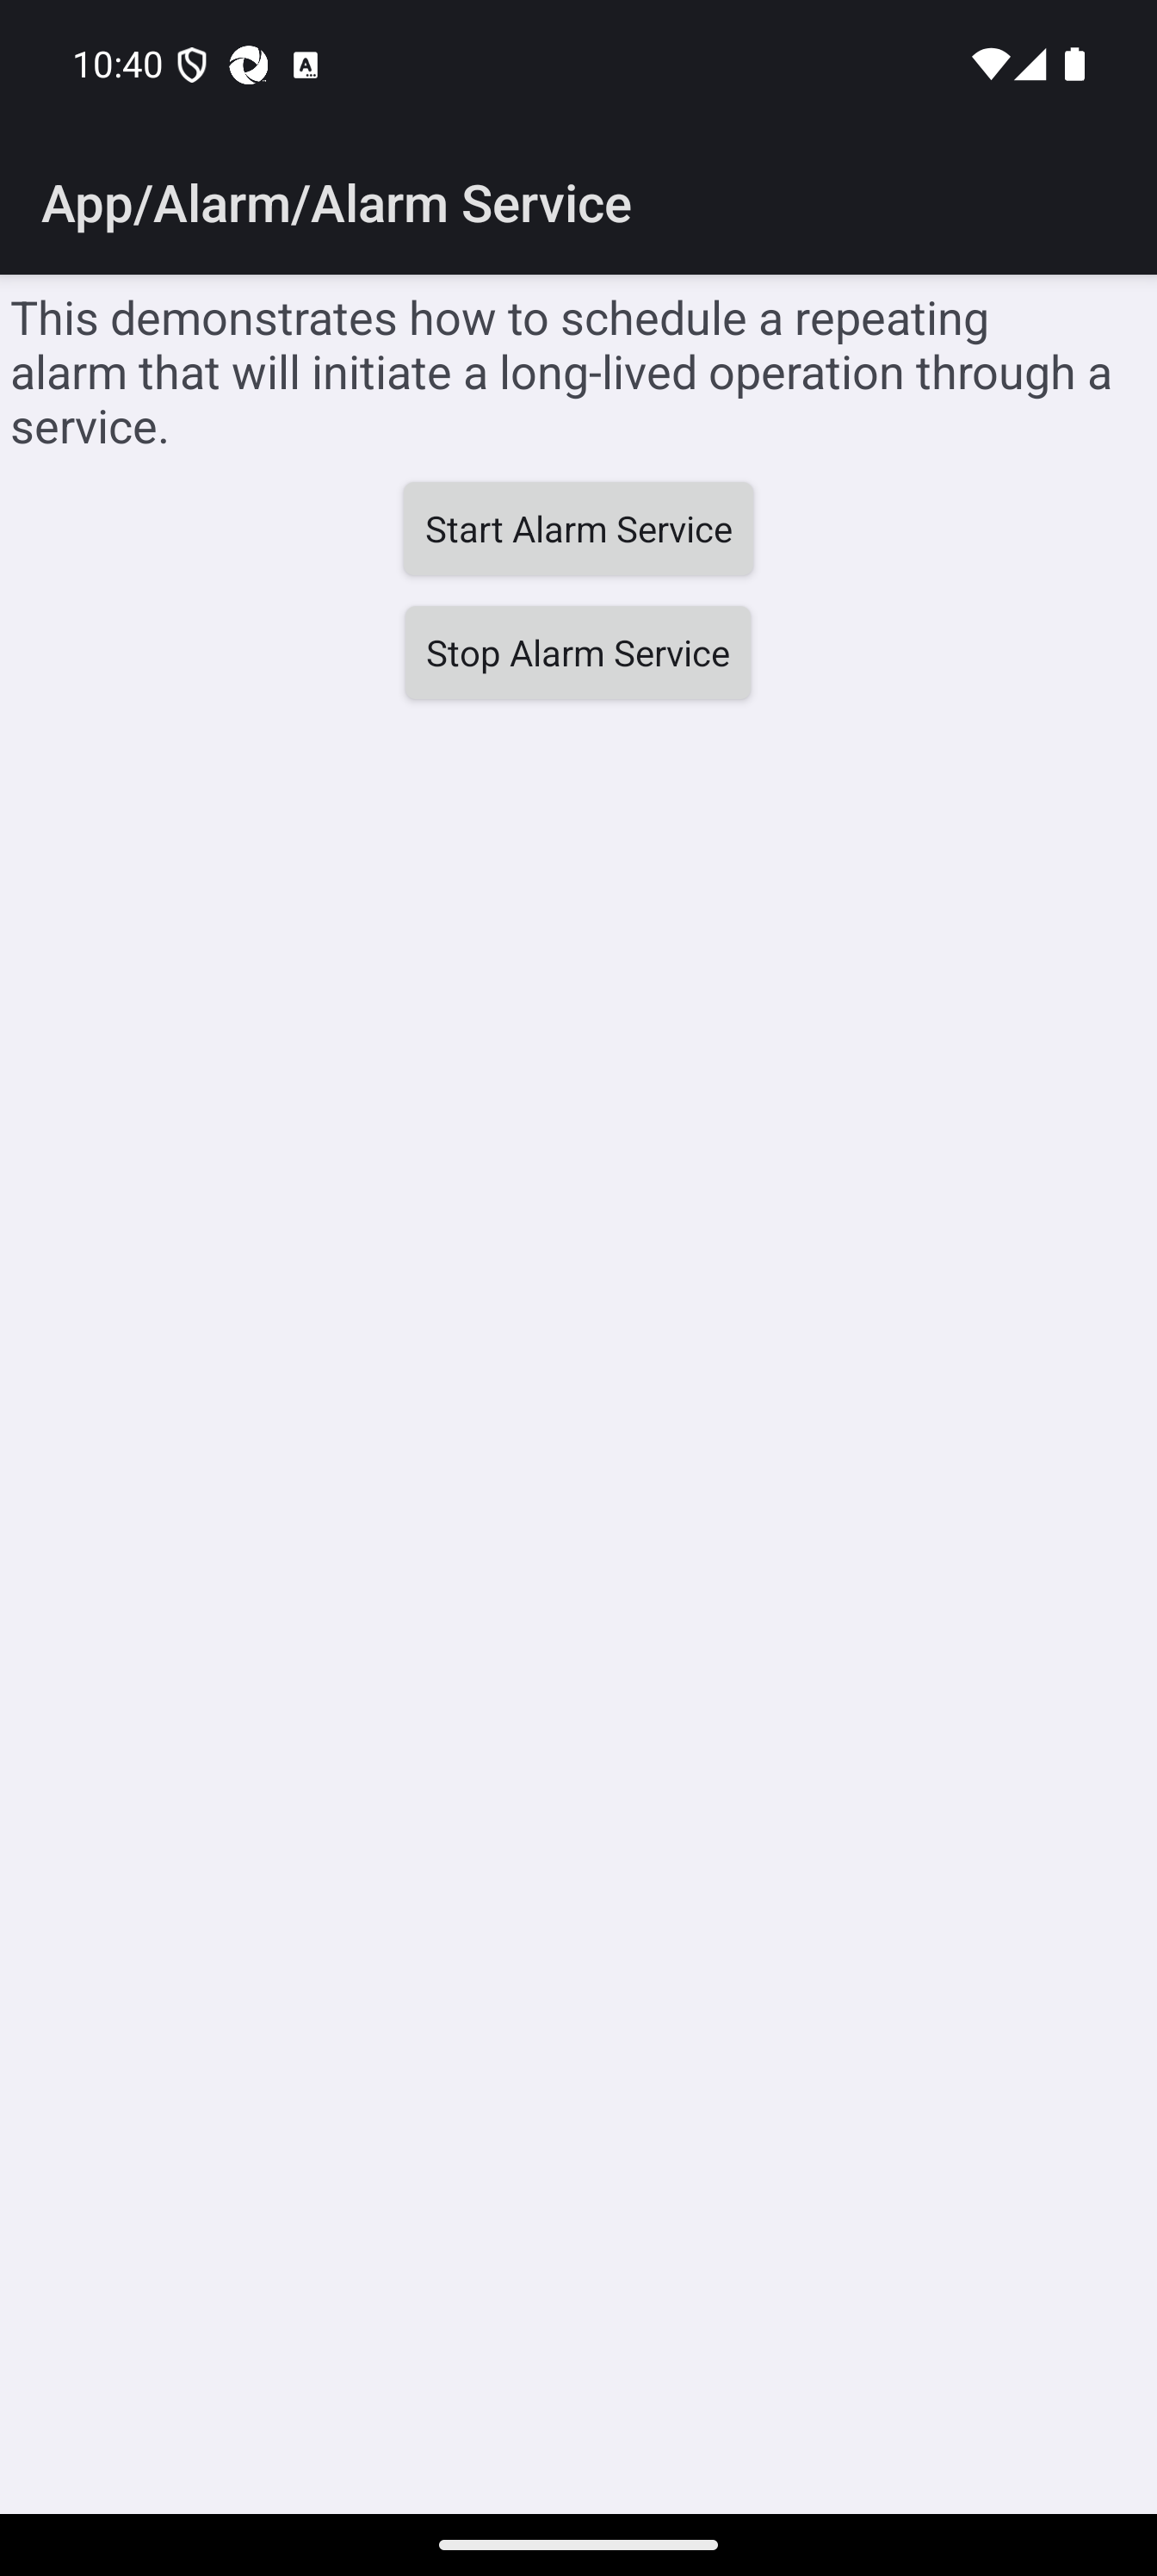 10:40
App/Alarm/Alarm Service
This demonstrates how to schedule a repeating
alarm that will initiate a long-lived operation through a
service.
Start Alarm Service
Stop Alarm Service